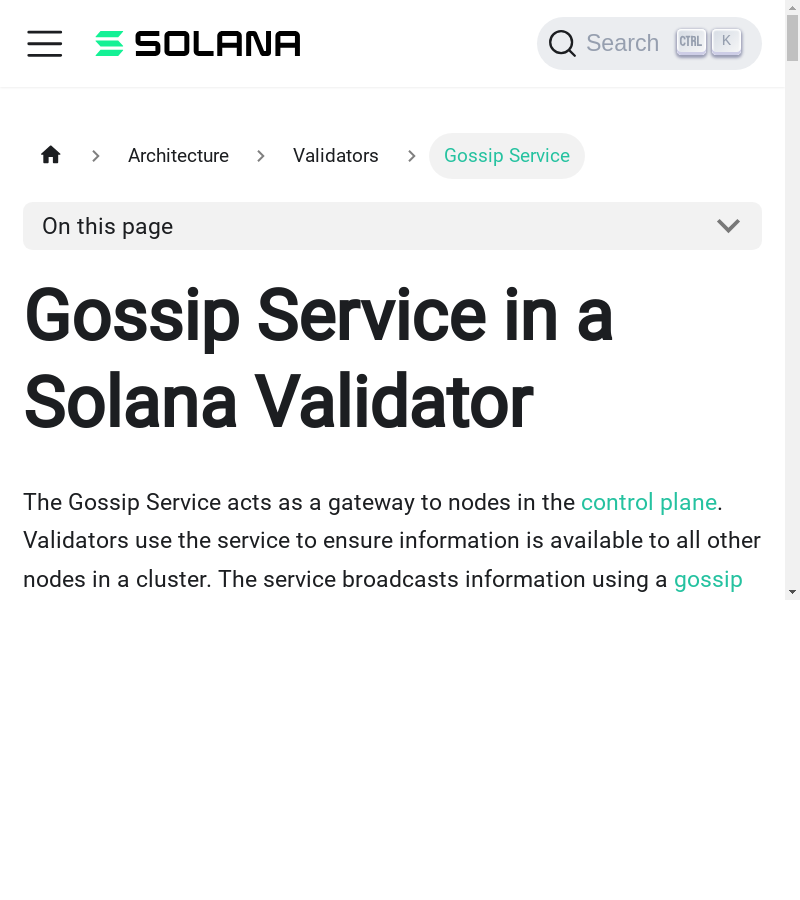 SOLANA
Search CTRL K
Architecture Validators Gossip Service
On this page
Gossip Service in a
Solana Validator
The Gossip Service acts as a gateway to nodes in the control plane.
Validators use the service to ensure information is available to all other
nodes in a cluster. The service broadcasts information using a gossip